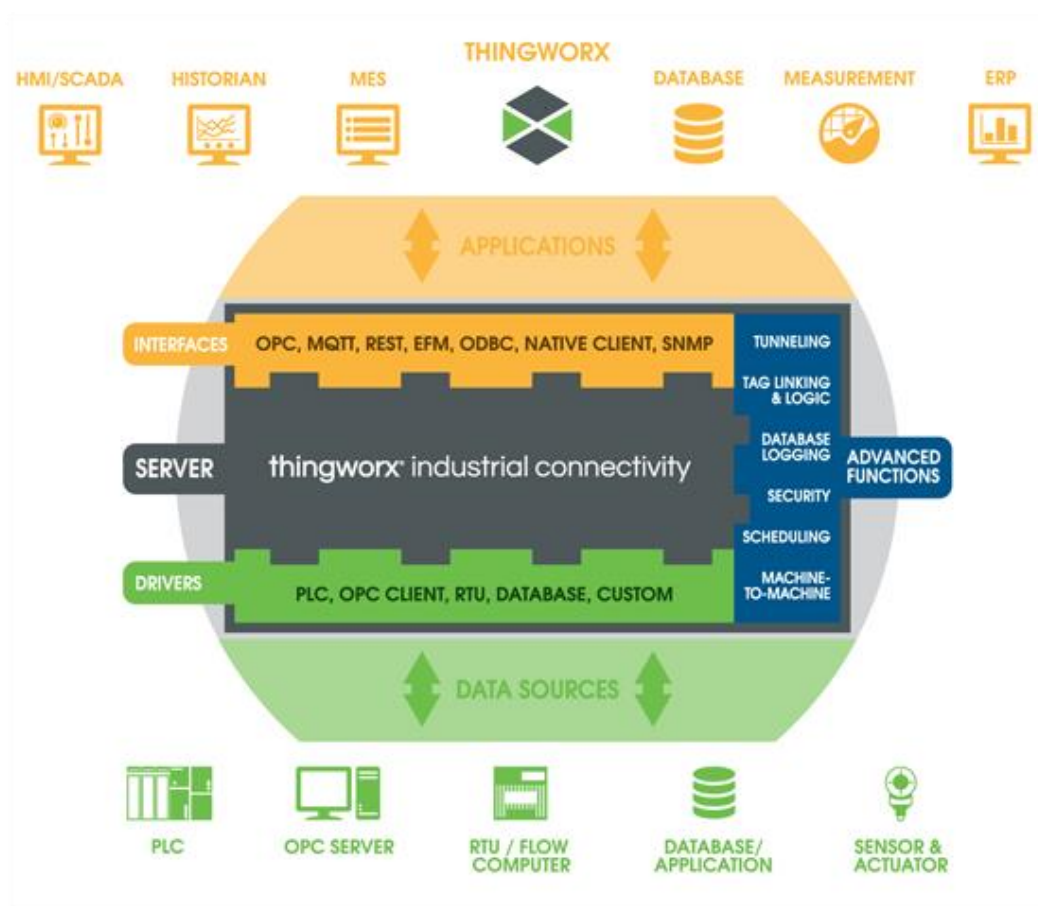 THINGWORX
HMI/SCADA
HISTORIAN
MES
DATABASE
MEASUREMENT
ERP
APPLICATIONS
INTERFACES
OPC, MQTT, REST, EFM, ODBC, NATIVE CLIENT, SNMP
TUNNELING
TAG LINKING
& LOGIC
DATABASE
LOGGING
SECURITY
SCHEDULING
MACHINE-
TO-MACHINE
ADVANCED
FUNCTIONS
SERVER
thingworx® industrial connectivity
DRIVERS
PLC, OPC CLIENT, RTU, DATABASE, CUSTOM
DATA SOURCES
PLC
OPC SERVER
RTU / FLOW
COMPUTER
DATABASE/
APPLICATION
SENSOR &
ACTUATOR